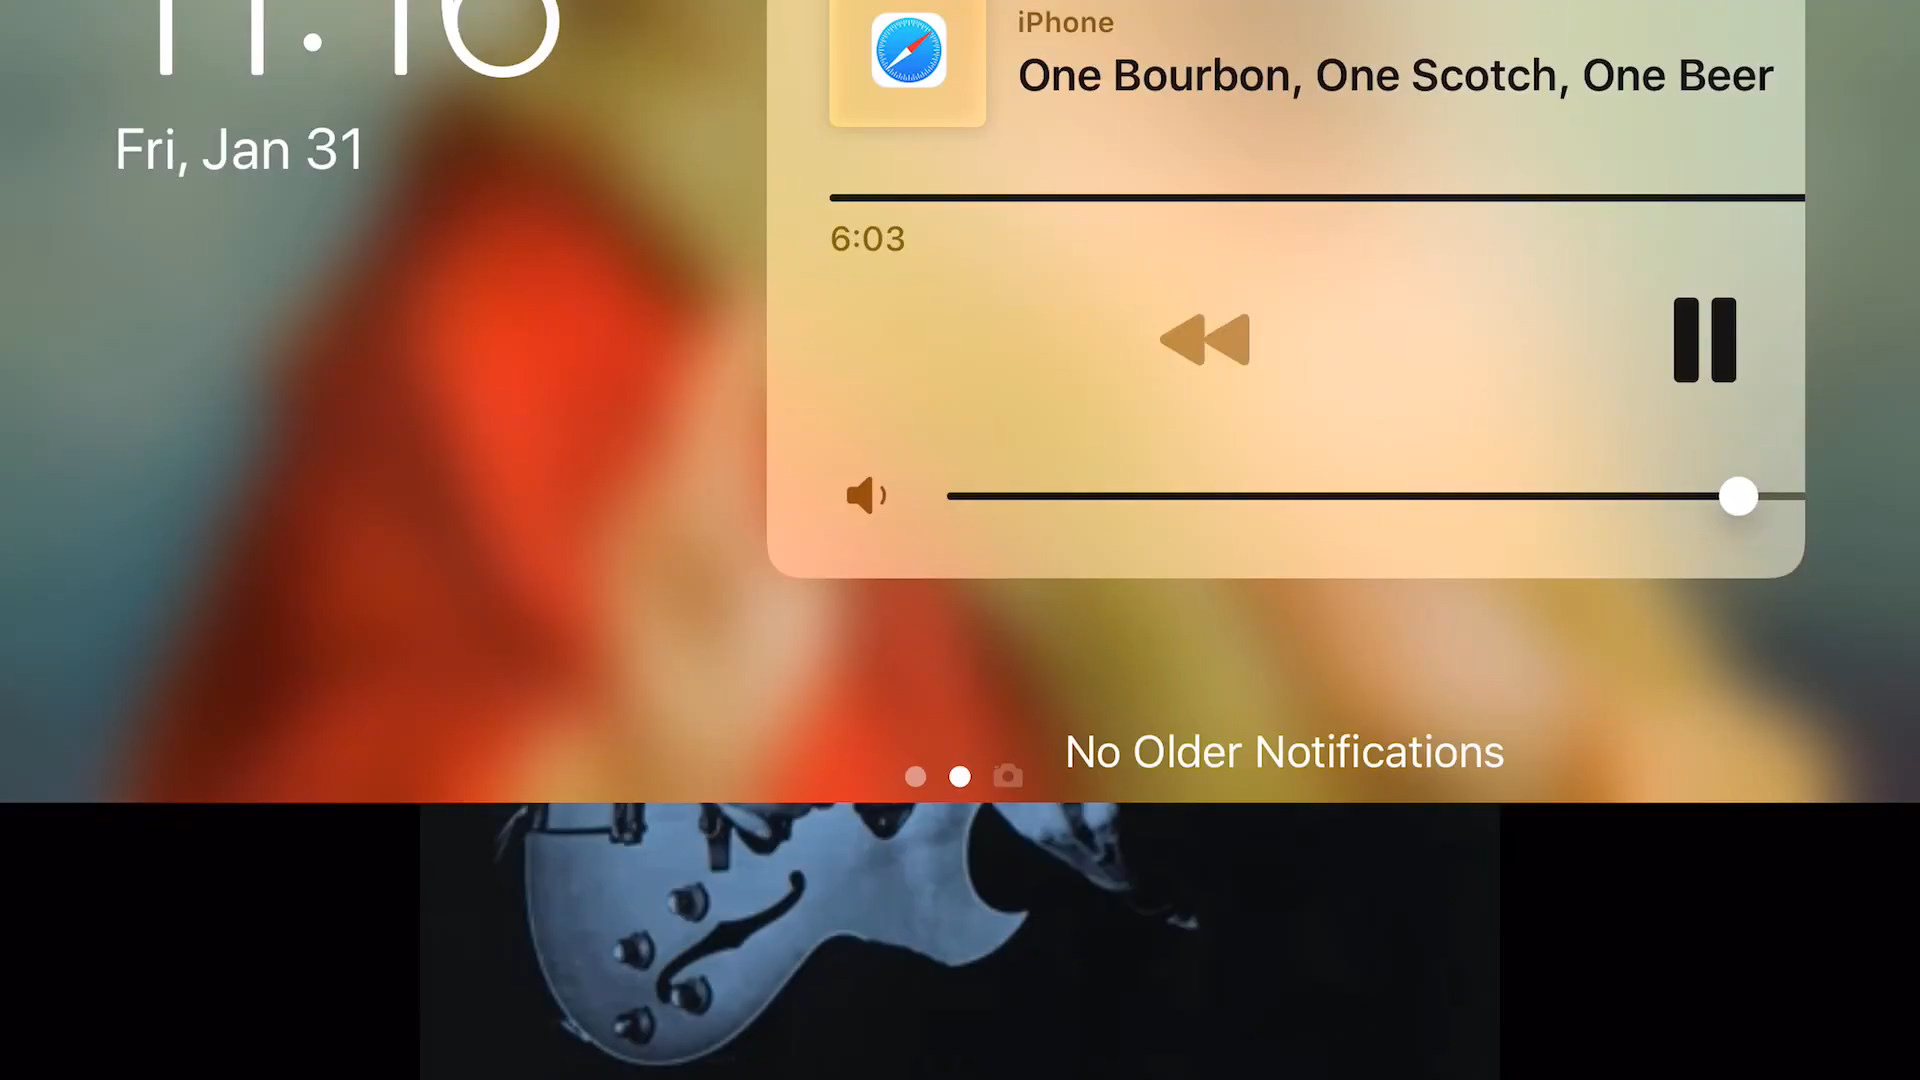 iPhone
One Bourbon, One Scotch, One Beer
Fri, Jan 31
6:03
No Older Notifications